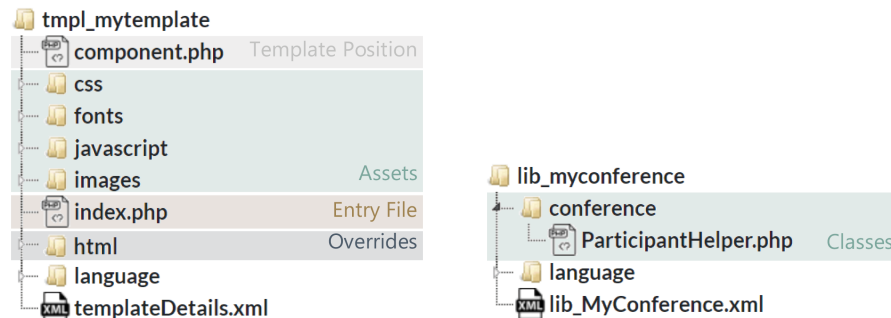 tmpl_mytemplate
component.php Template Position
css
fonts
javascript
images Assets
index.php Entry File
html Overrides
language
templateDetails.xml
lib_myconference
conference
ParticipantHelper.php Classes
language
lib_MyConference.xml